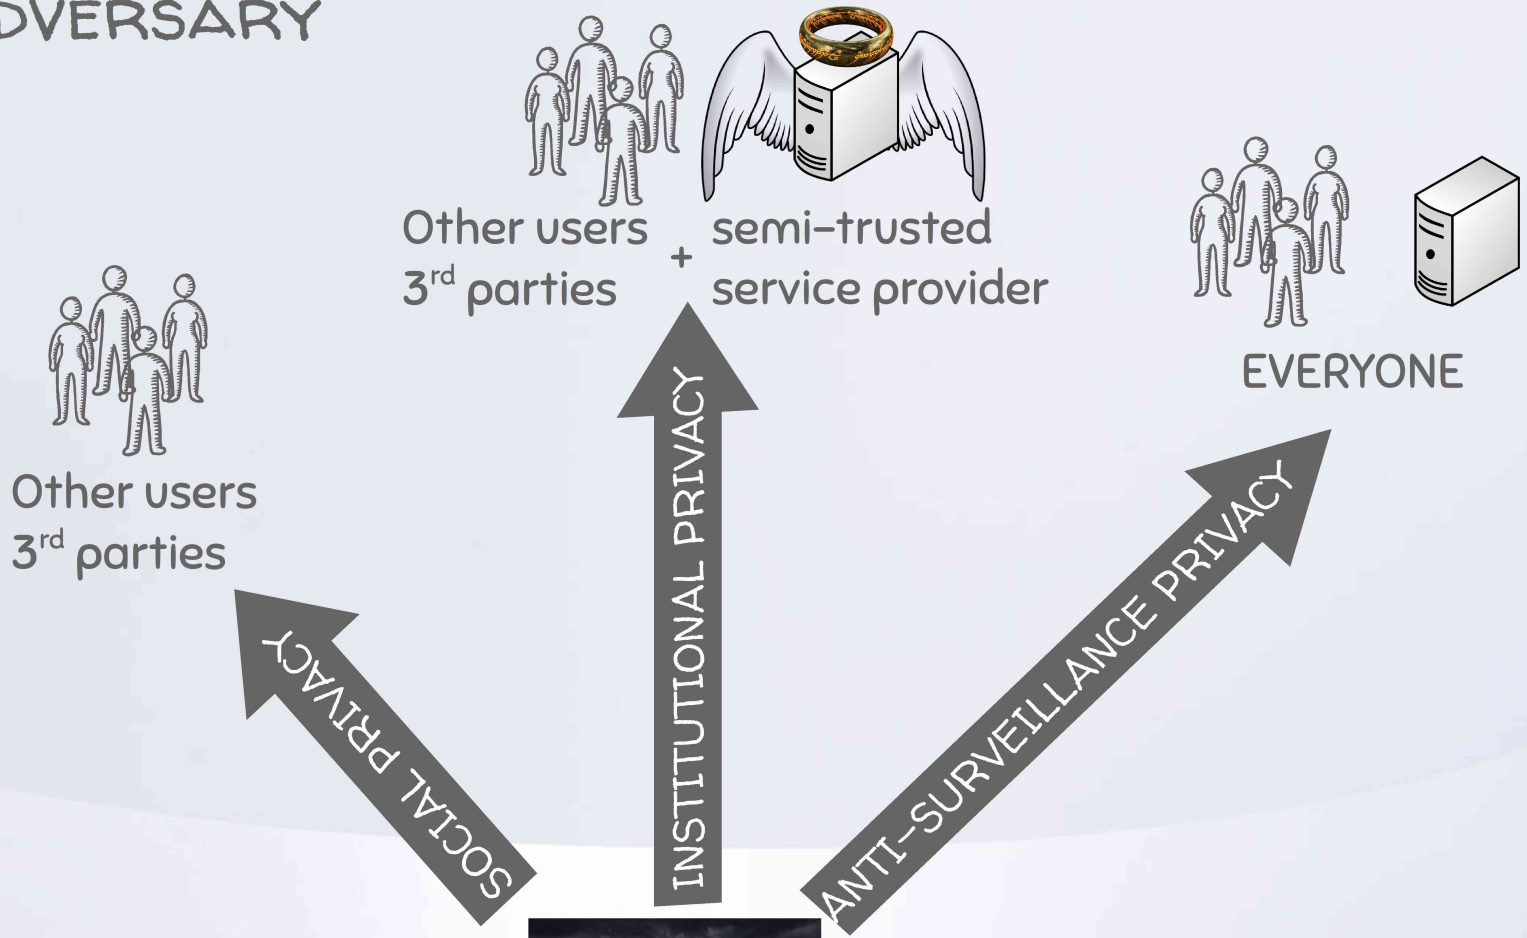 Other users + semi-trusted
3rd parties service provider
EVERYONE
Other users
3rd parties
SOCIAL PRIVACY
INSTITUTIONAL PRIVACY
ANTI-SURVEILLANCE PRIVACY